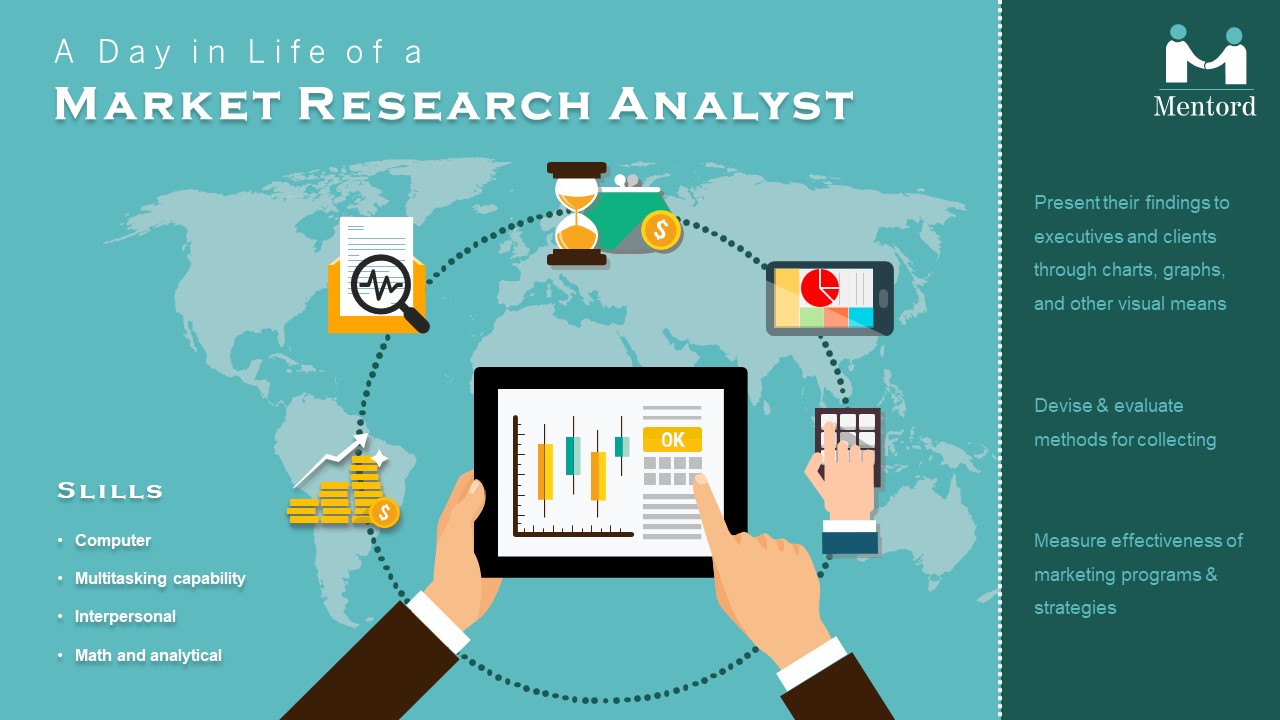 A Day in Life of a
MARKET RESEARCH ANALYST
Mentord
Present their findings to
executives and clients
through charts, graphs,
and other visual means
Devise & evaluate
methods for collecting
Measure effectiveness of
marketing programs &
strategies
$
OK
$
SLILLS
• Computer
• Multitasking capability
• Interpersonal
• Math and analytical